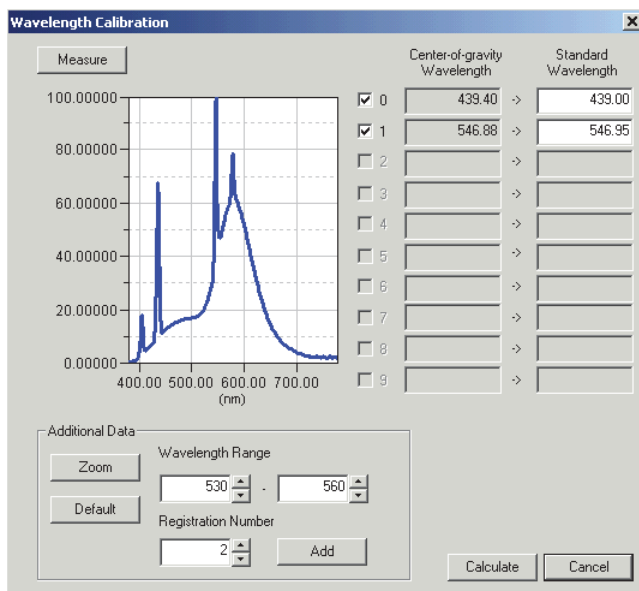 Wavelength Calibration
Measure
Center-of-gravity Wavelength
Standard Wavelength
100.00000
80.00000
60.00000
40.00000
20.00000
0.00000
400.00 500.00 600.00 700.00
(nm)
0 439.40 -> 439.00
1 546.88 -> 546.95
2 ->
3 ->
4 ->
5 ->
6 ->
7 ->
8 ->
9 ->
Additional Data
Zoom
Default
Wavelength Range
530 - 560
Registration Number
2 Add
Calculate Cancel